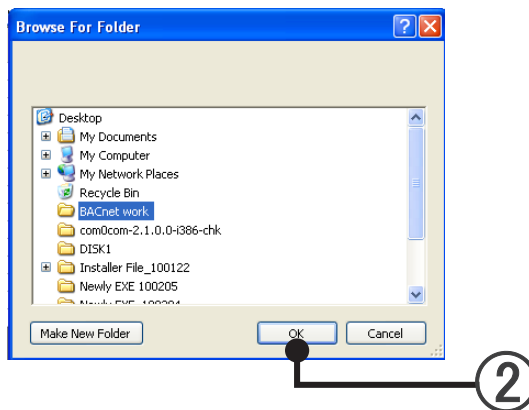 Browse For Folder
Desktop
My Documents
My Computer
My Network Places
Recycle Bin
BACnet work
com0com-2.1.0.0-i386-chk
DISK1
Installer File_100122
Newly EXE 100205
Make New Folder
OK
Cancel
2